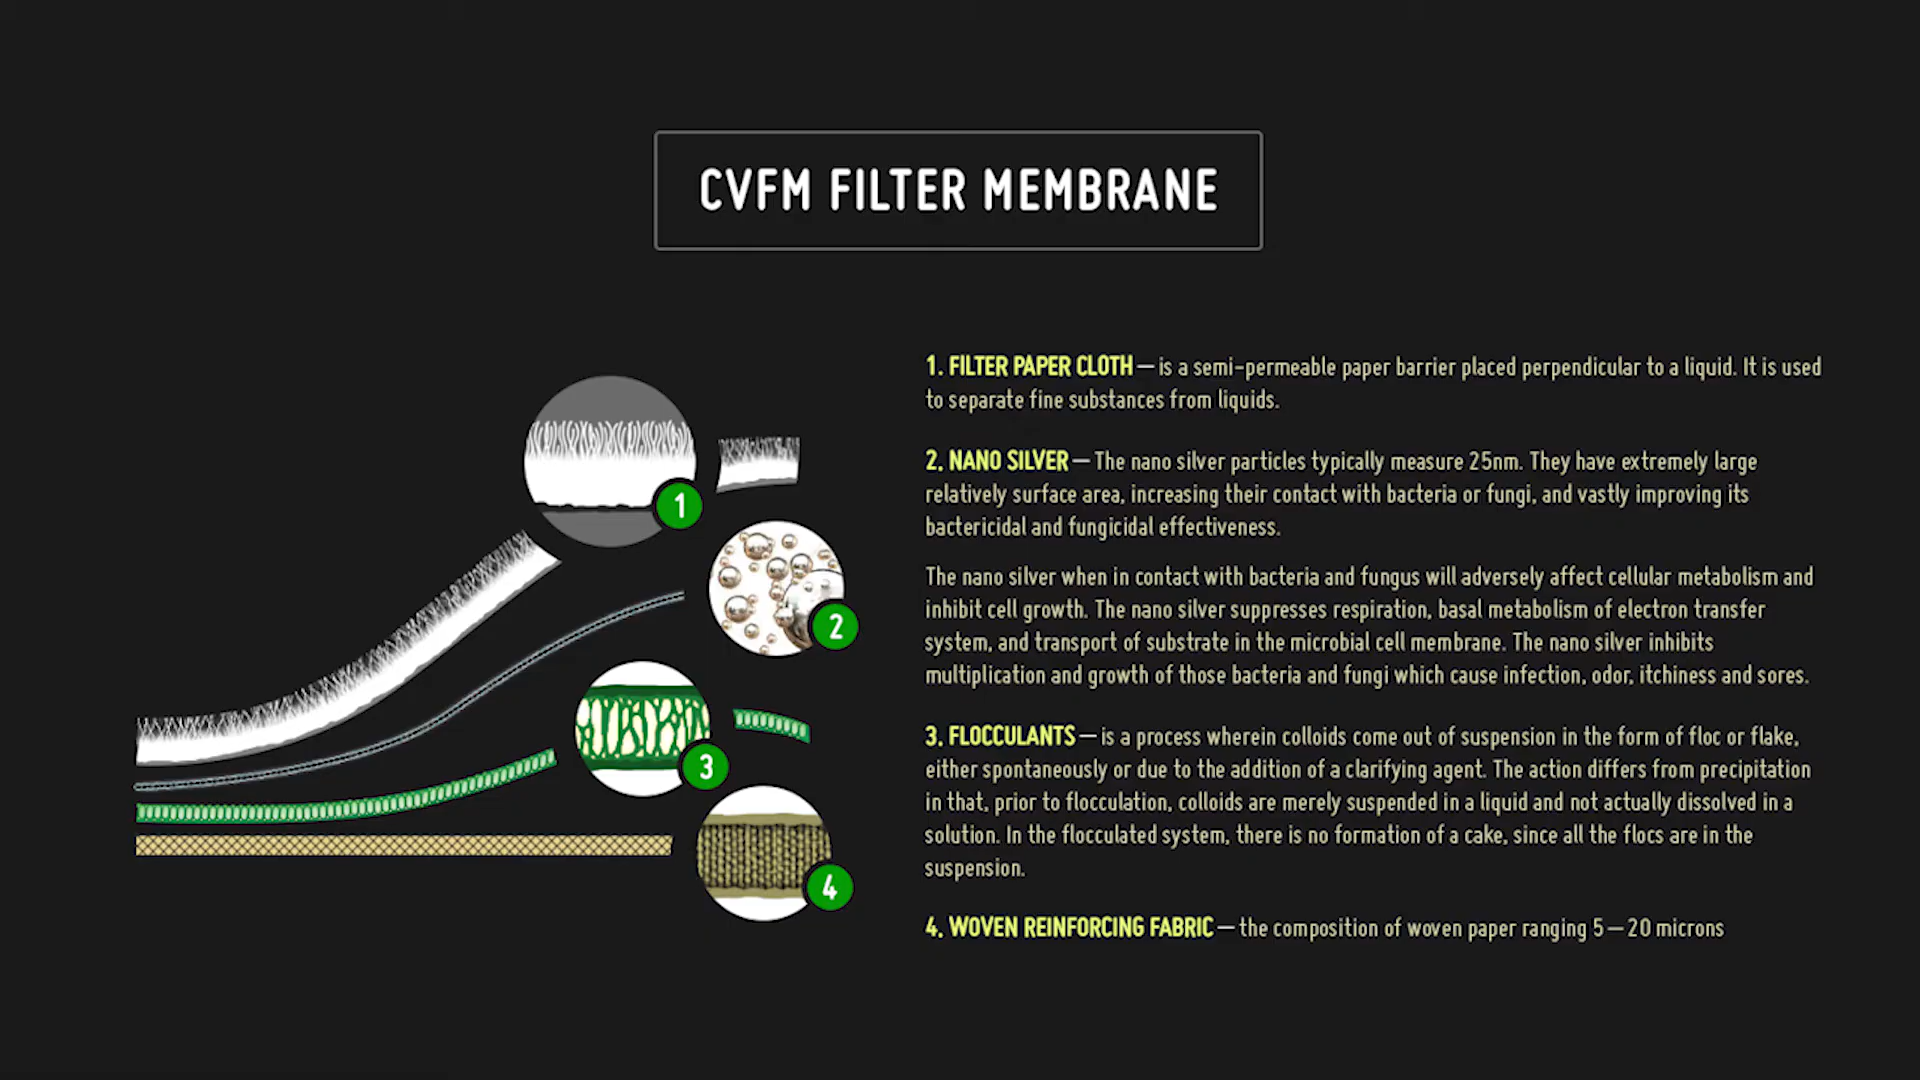 CVFM FILTER MEMBRANE
1
2
3
4
1. FILTER PAPER CLOTH — is a semi-permeable paper barrier placed perpendicular to a liquid. It is used
to separate fine substances from liquids.
2. NANO SILVER — The nano silver particles typically measure 25nm. They have extremely large
relatively surface area, increasing their contact with bacteria or fungi, and vastly improving its
bactericidal and fungicidal effectiveness.
The nano silver when in contact with bacteria and fungus will adversely affect cellular metabolism and
inhibit cell growth. The nano silver suppresses respiration, basal metabolism of electron transfer
system, and transport of substrate in the microbial cell membrane. The nano silver inhibits
multiplication and growth of those bacteria and fungi which cause infection, odor, itchiness and sores.
3. FLOCCULANTS — is a process wherein colloids come out of suspension in the form of floc or flake,
either spontaneously or due to the addition of a clarifying agent. The action differs from precipitation
in that, prior to flocculation, colloids are merely suspended in a liquid and not actually dissolved in a
solution. In the flocculated system, there is no formation of a cake, since all the flocs are in the
suspension.
4. WOVEN REINFORCING FABRIC — the composition of woven paper ranging 5 — 20 microns